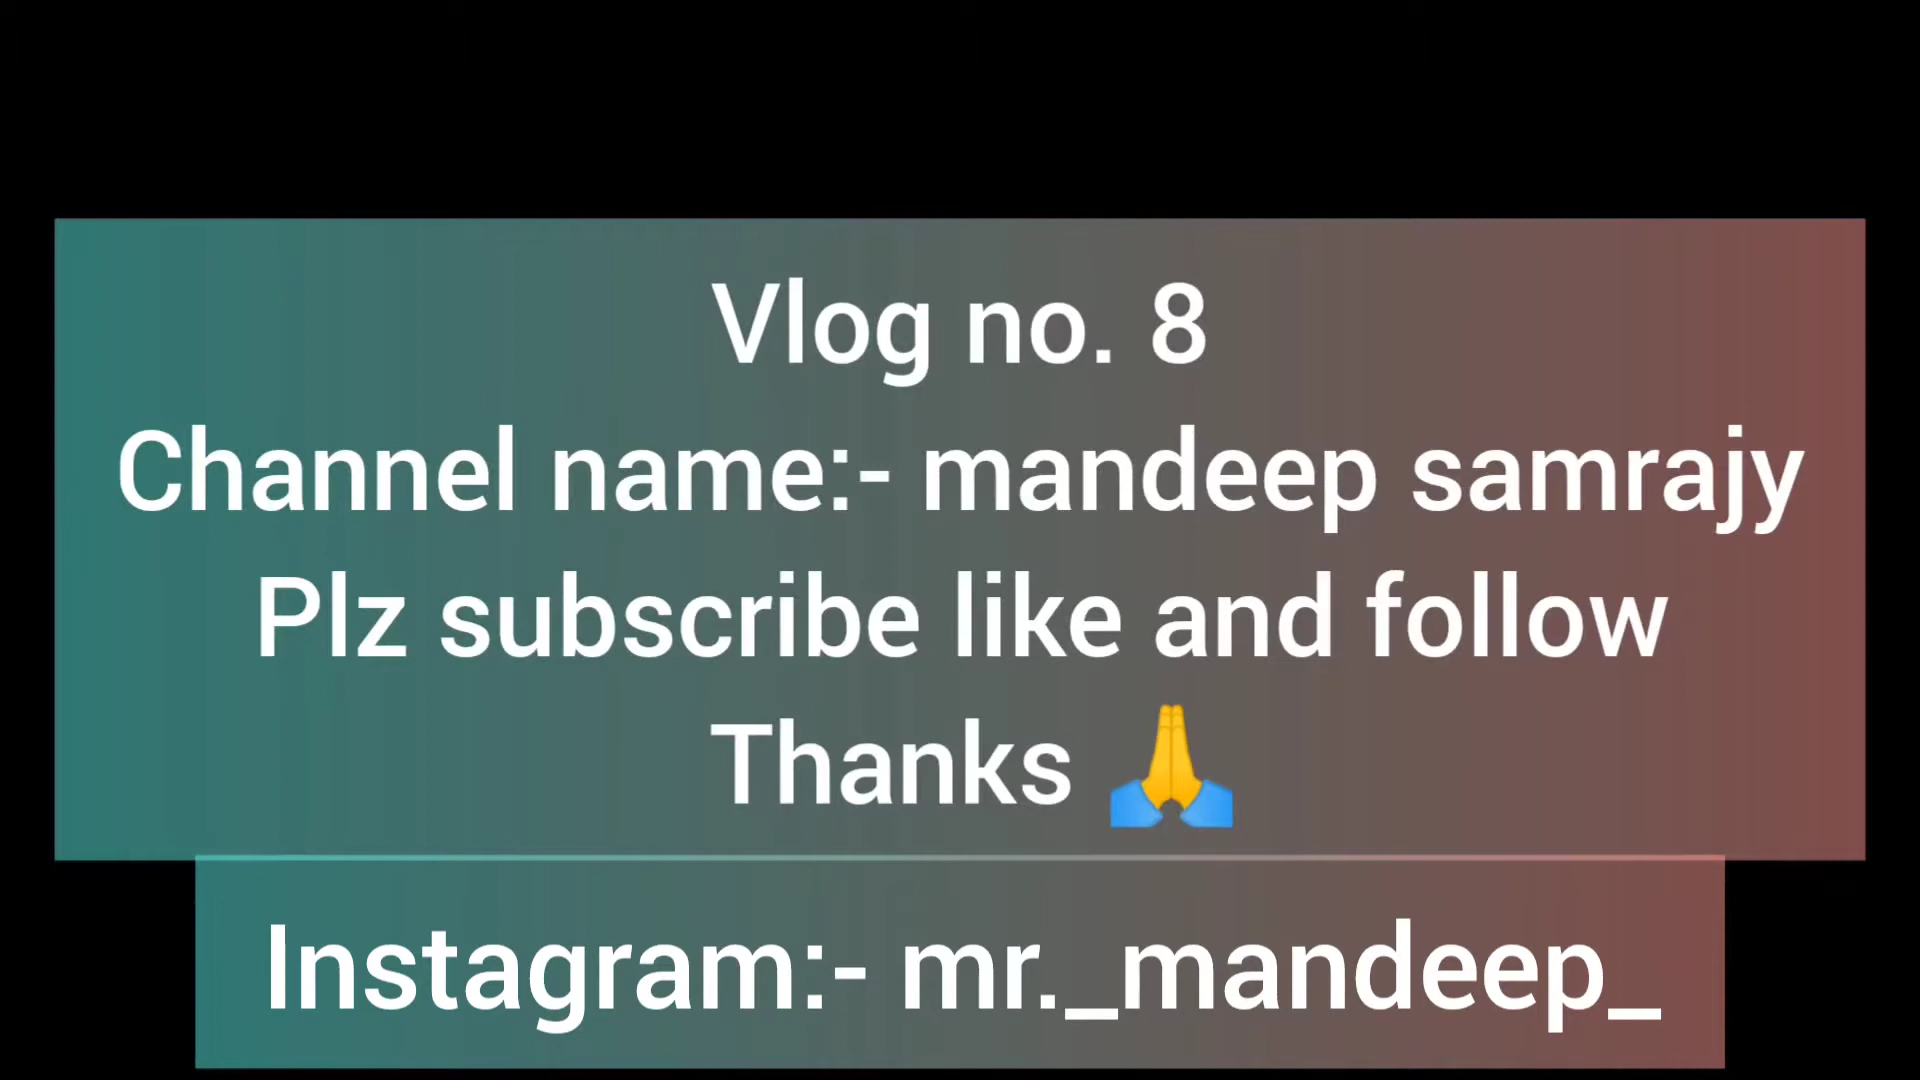 Vlog no. 8
Channel name:- mandeep samrajy
Plz subscribe like and follow
Thanks 🙏
Instagram:- mr._mandeep_